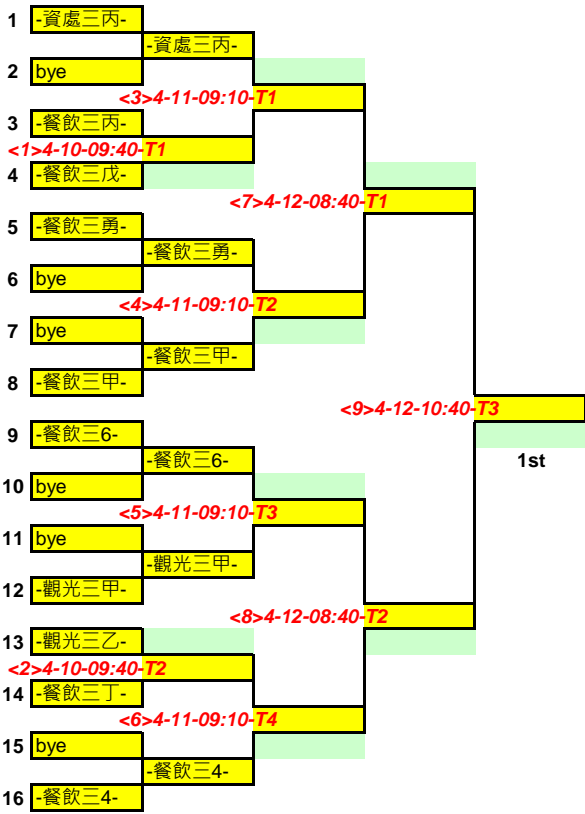 1 -資處三丙-
-資處三丙-
2 bye
<3>4-11-09:10-T1
3 -餐飲三丙-
<1>4-10-09:40-T1
4 -餐飲三戊-
<7>4-12-08:40-T1
5 -餐飲三勇-
-餐飲三勇-
6 bye
<4>4-11-09:10-T2
7 bye
-餐飲三甲-
8 -餐飲三甲-
<9>4-12-10:40-T3
9 -餐飲三6-
-餐飲三6-
1st
10 bye
<5>4-11-09:10-T3
11 bye
-觀光三甲-
12 -觀光三甲-
<8>4-12-08:40-T2
13 -觀光三乙-
<2>4-10-09:40-T2
14 -餐飲三丁-
<6>4-11-09:10-T4
15 bye
-餐飲三4-
16 -餐飲三4-